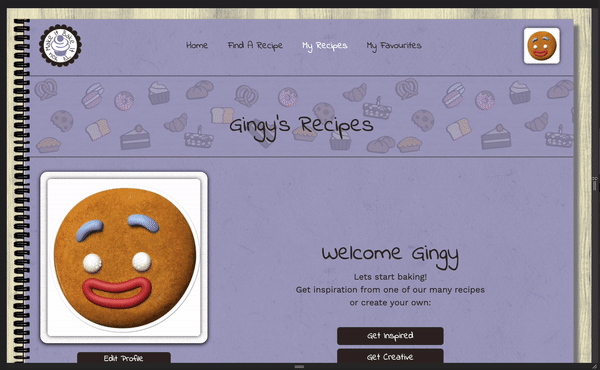 Home Find A Recipe My Recipes My Favourites
Gingy's Recipes
Welcome Gingy
Lets start baking!
Get inspiration from one of our many recipes
or create your own:
Get Inspired
Edit Profile
Get Creative